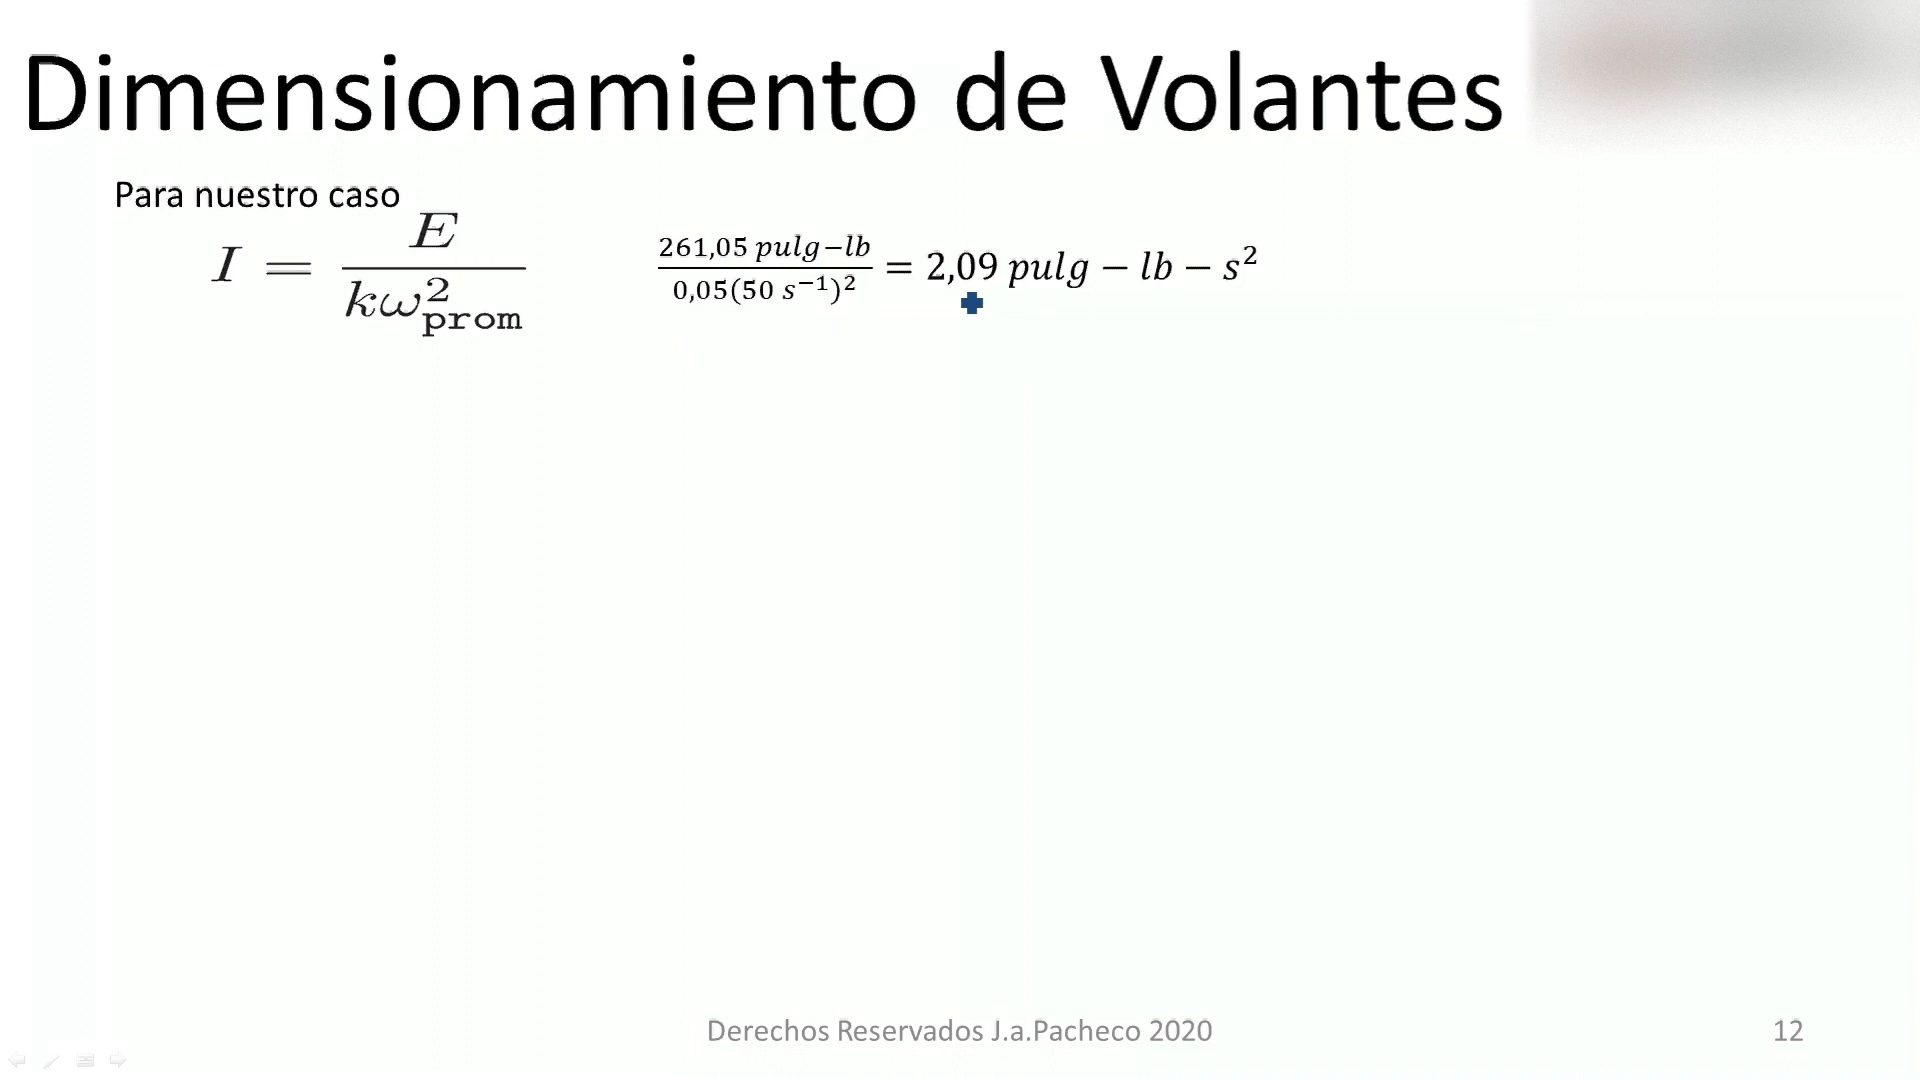 Dimensionamiento de Volantes
Para nuestro caso
I = E / kω²prom
261,05 pulg−lb / 0,05(50 s⁻¹)² = 2,09 pulg − lb − s²
Derechos Reservados J.a.Pacheco 2020
12